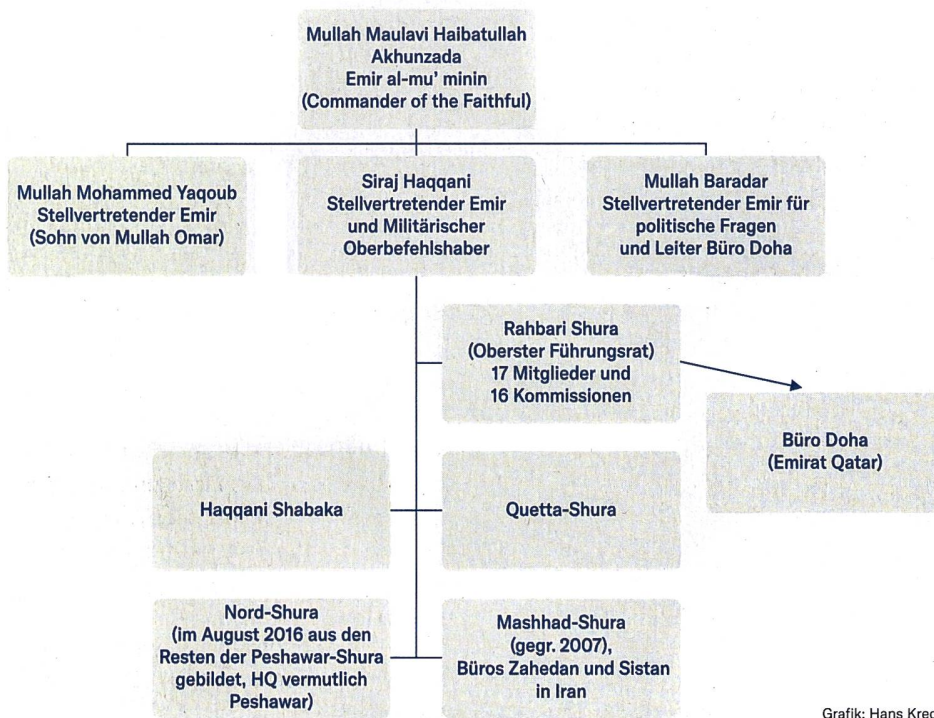 Mullah Maulavi Haibatullah
Akhunzada
Emir al-mu' minin
(Commander of the Faithful)
Mullah Mohammed Yaqoub
Stellvertretender Emir
(Sohn von Mullah Omar)
Siraj Haqqani
Stellvertretender Emir
und Militärischer
Oberbefehlshaber
Mullah Baradar
Stellvertretender Emir für
politische Fragen
und Leiter Büro Doha
Rahbari Shura
(Oberster Führungsrat)
17 Mitglieder und
16 Kommissionen
Büro Doha
(Emirat Qatar)
Haqqani Shabaka
Quetta-Shura
Nord-Shura
(im August 2016 aus den
Resten der Peshawar-Shura
gebildet, HQ vermutlich
Peshawar)
Mashhad-Shura
(gegr. 2007),
Büros Zahedan und Sistan
in Iran
Grafik: Hans